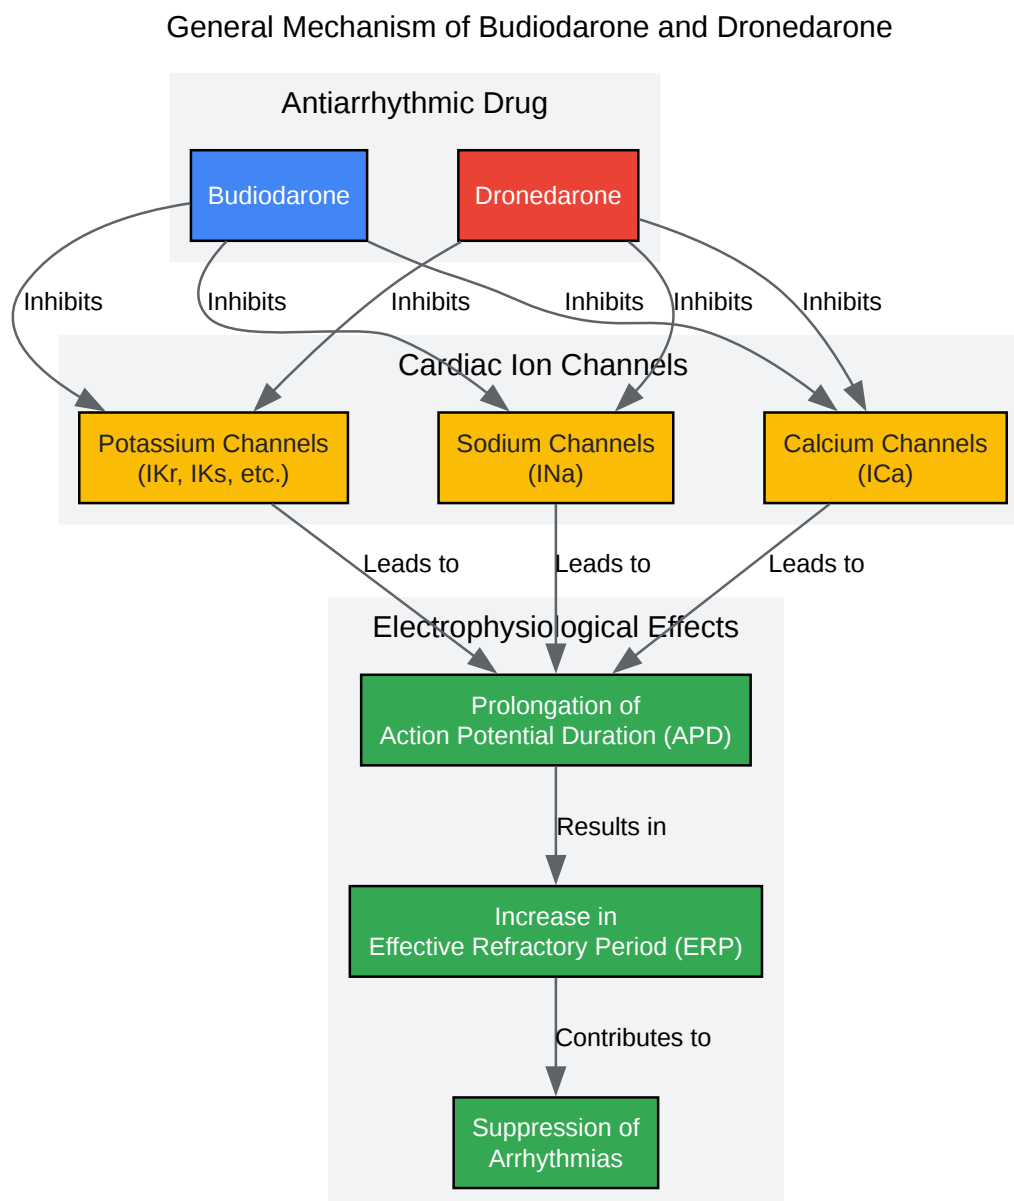 General Mechanism of Budiodarone and Dronedarone
Antiarrhythmic Drug
Budiodarone
Dronedarone
Inhibits
Inhibits
Inhibits
Inhibits
Inhibits
Inhibits
Cardiac Ion Channels
Potassium Channels
(IKr, IKs, etc.)
Sodium Channels
(INa)
Calcium Channels
(ICa)
Leads to
Leads to
Leads to
Electrophysiological Effects
Prolongation of
Action Potential Duration (APD)
Results in
Increase in
Effective Refractory Period (ERP)
Contributes to
Suppression of
Arrhythmias